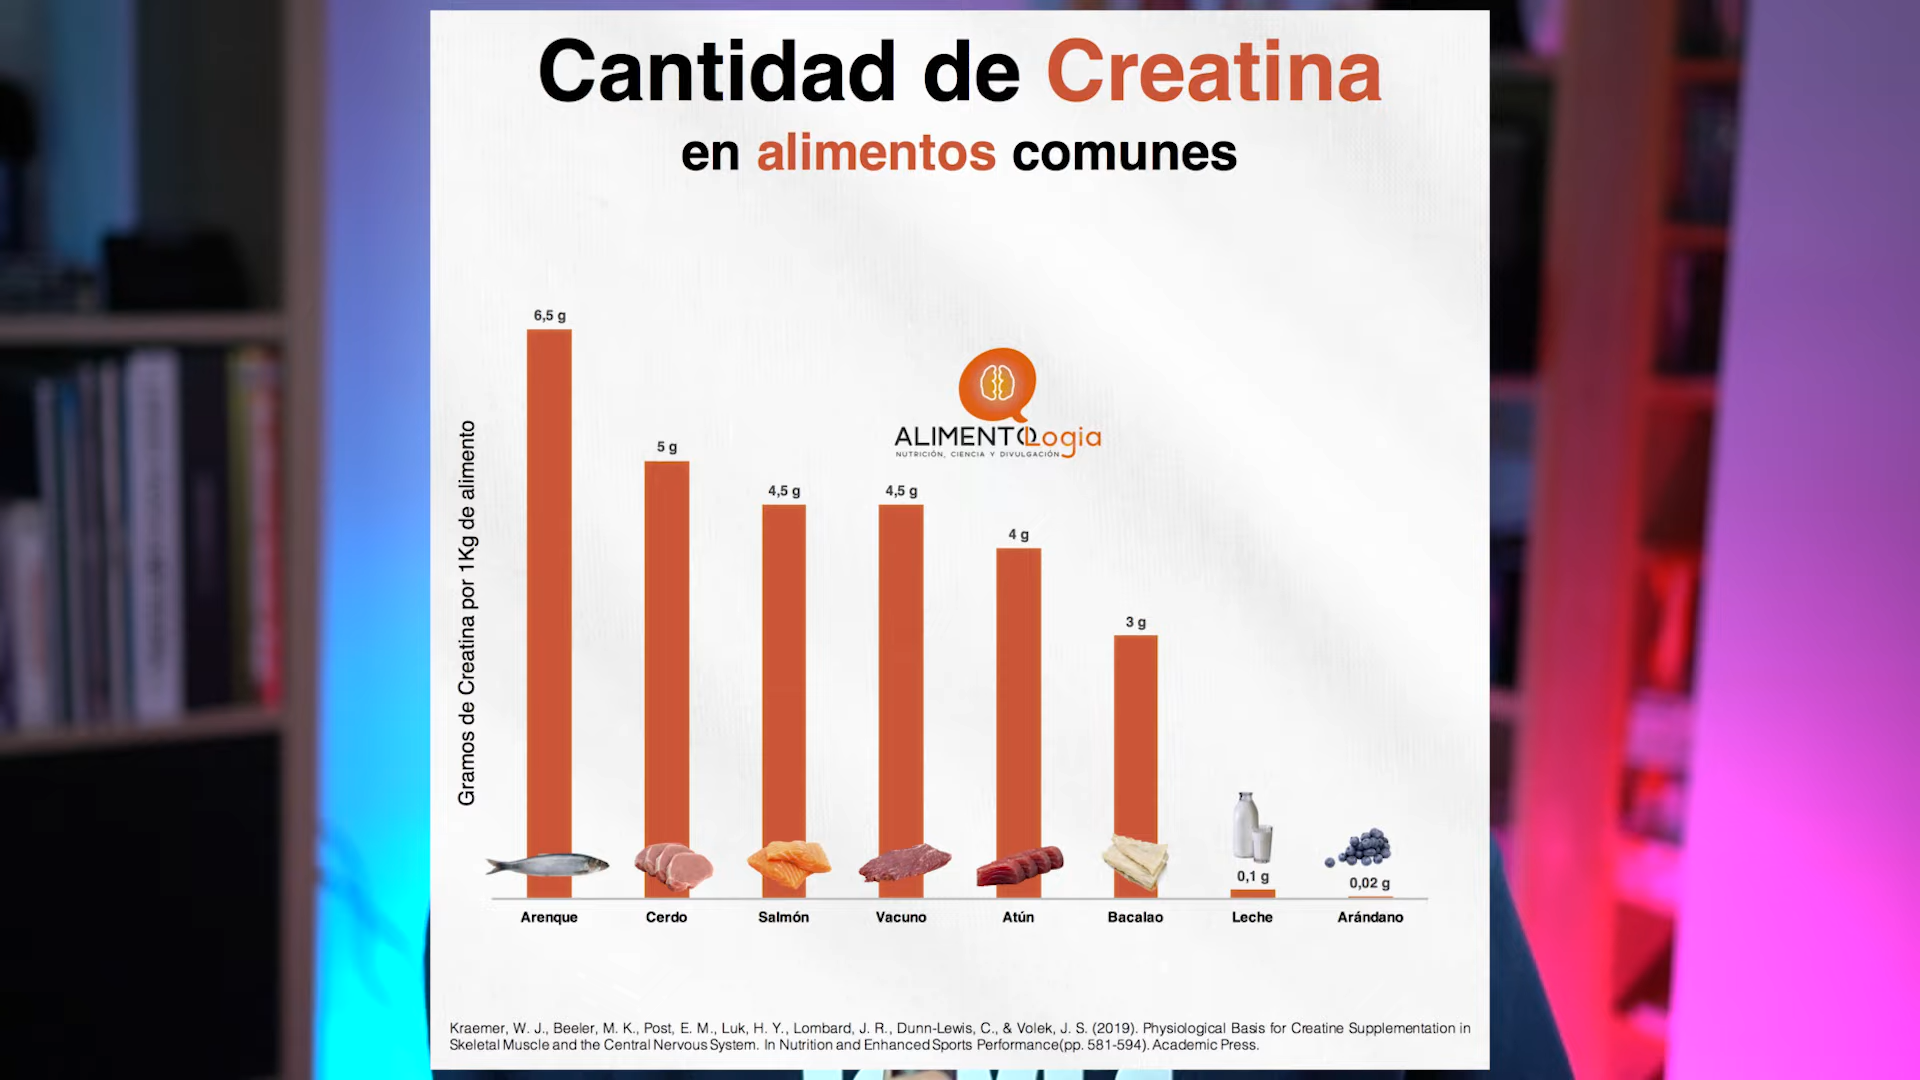 Cantidad de Creatina
en alimentos comunes
6,5 g
5 g
4,5 g
4,5 g
4 g
3 g
0,1 g
0,02 g
ALIMENTOLogia
NUTRICIÓN, CIENCIA Y DIVULGACIÓN
Gramos de Creatina por 1Kg de alimento
Arenque
Cerdo
Salmón
Vacuno
Atún
Bacalao
Leche
Arándano
Kraemer, W. J., Beeler, M. K., Post, E. M., Luk, H. Y., Lombard, J. R., Dunn-Lewis, C., & Volek, J. S. (2019). Physiological Basis for Creatine Supplementation in
Skeletal Muscle and the Central Nervous System. In Nutrition and Enhanced Sports Performance(pp. 581-594). Academic Press.